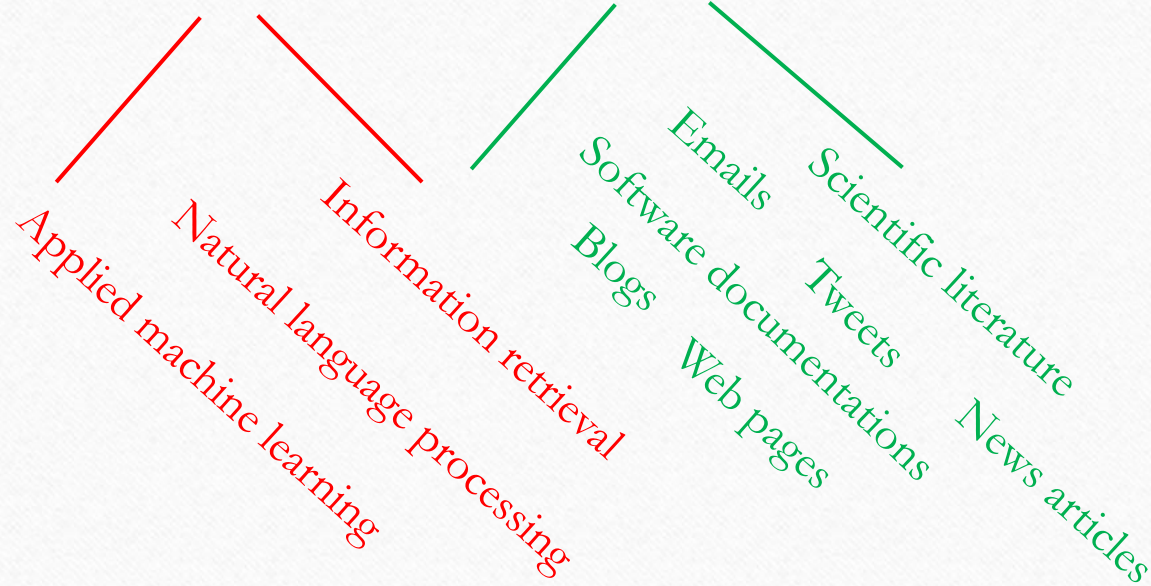 Applied machine learning
Natural language processing
Information retrieval
Emails
Software documentations
Scientific literature
Blogs
Tweets
Web pages
News articles